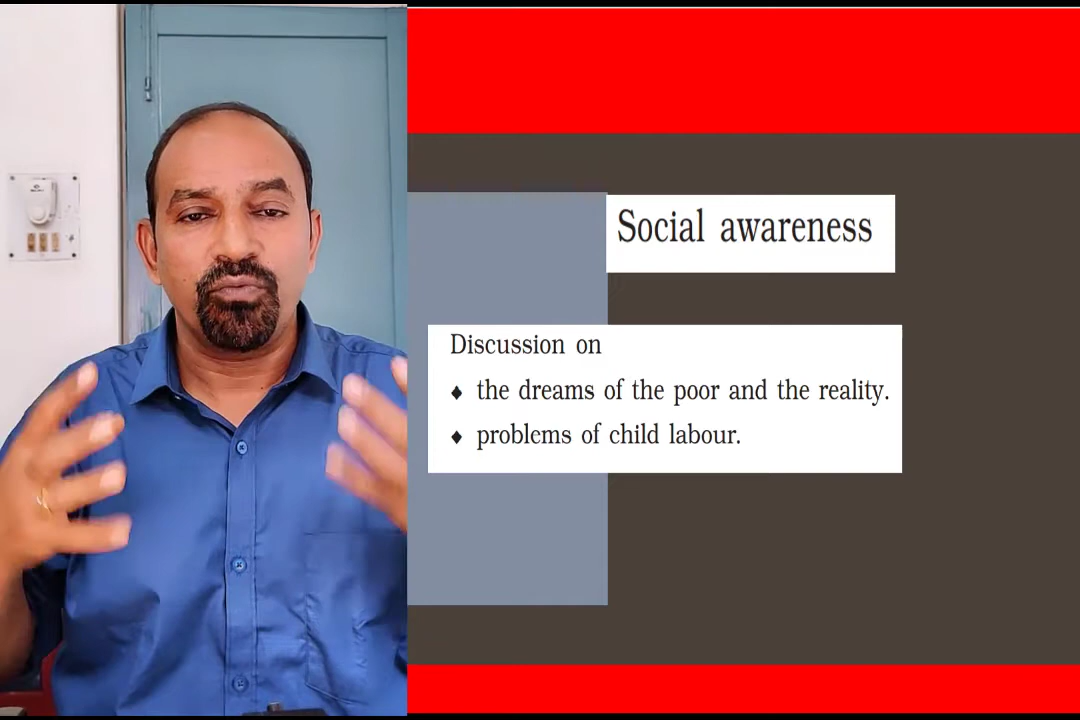 Social awareness
Discussion on
♦ the dreams of the poor and the reality.
♦ problems of child labour.